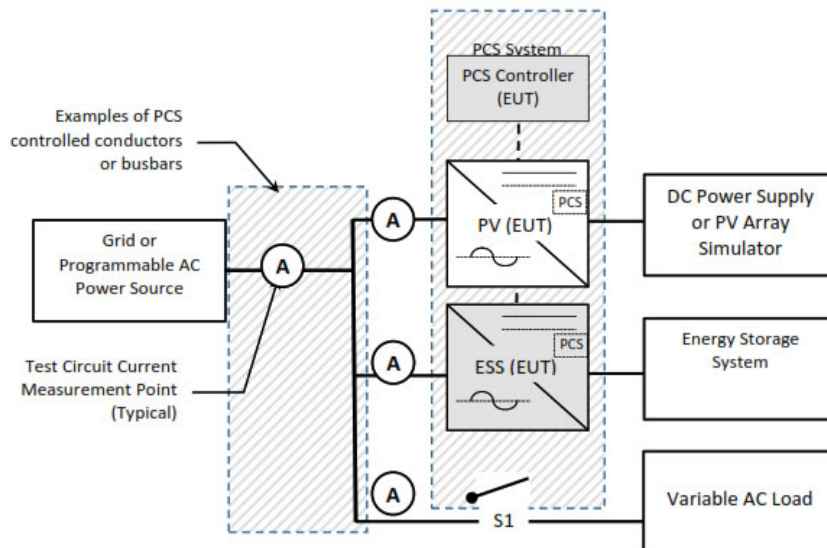 PCS System
PCS Controller
(EUT)
Examples of PCS
controlled conductors
or busbars
A
PCS
PV (EUT)
DC Power Supply
or PV Array
Simulator
Grid or
Programmable AC
Power Source
A
Test Circuit Current
Measurement Point
(Typical)
A
PCS
ESS (EUT)
Energy Storage
System
A
S1
Variable AC Load